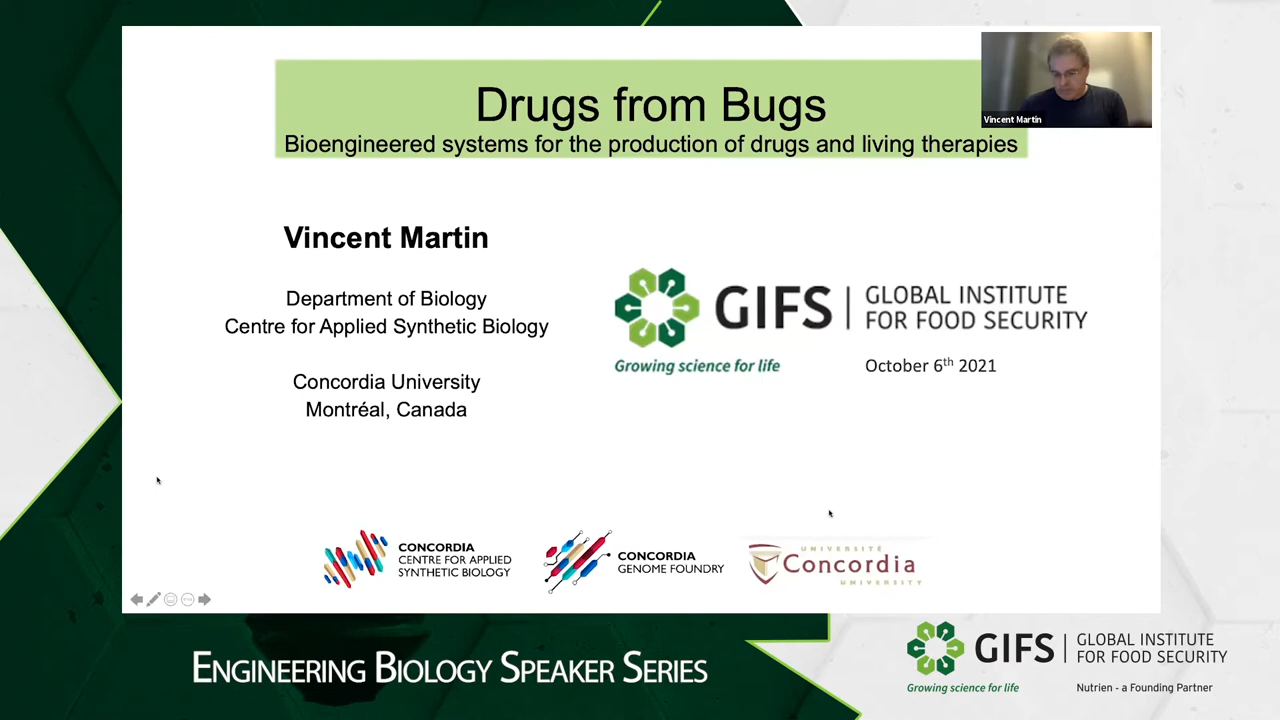 Drugs from Bugs
Bioengineered systems for the production of drugs and living therapies
Vincent Martin
Vincent Martin
Department of Biology
Centre for Applied Synthetic Biology
Concordia University
Montréal, Canada
GIFS
GLOBAL INSTITUTE
FOR FOOD SECURITY
Growing science for life
October 6th 2021
CONCORDIA
CENTRE FOR APPLIED
SYNTHETIC BIOLOGY
CONCORDIA
GENOME FOUNDRY
UNIVERSITÉ
Concordia
UNIVERSITY
ENGINEERING BIOLOGY SPEAKER SERIES
GIFS
GLOBAL INSTITUTE
FOR FOOD SECURITY
Growing science for life
Nutrien - a Founding Partner